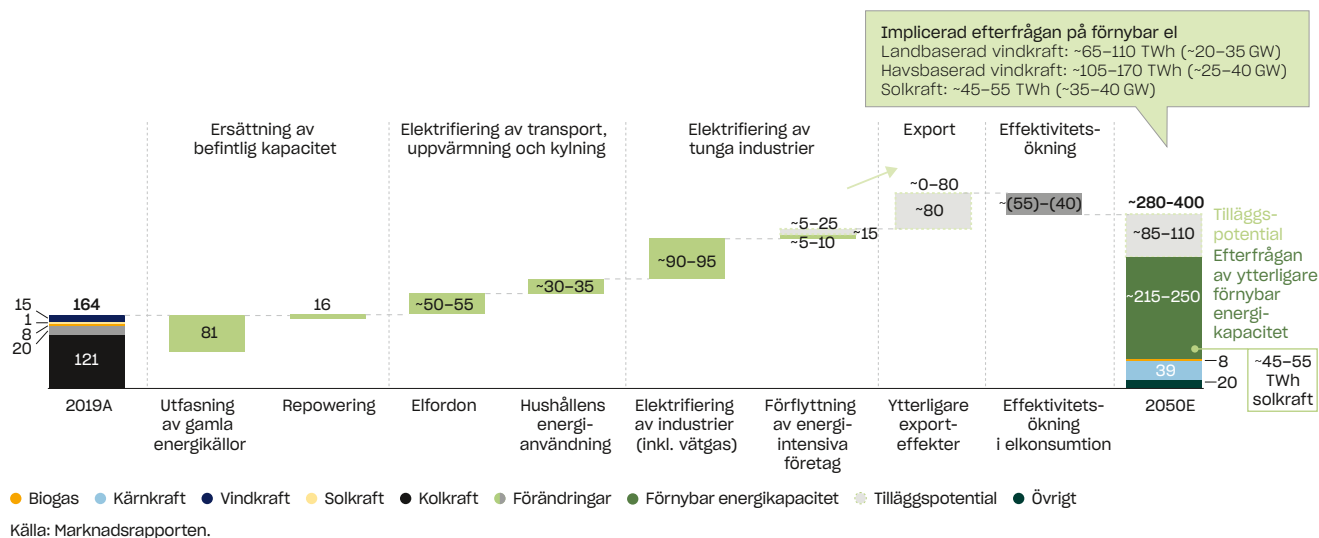 Implicerad efterfrågan på förnybar el
Landbaserad vindkraft: ~65–110 TWh (~20–35 GW)
Havsbaserad vindkraft: ~105–170 TWh (~25–40 GW)
Solkraft: ~45–55 TWh (~35–40 GW)
Ersättning av
befintlig kapacitet
Elektrifiering av transport,
uppvärmning och kylning
Elektrifiering av
tunga industrier
Export
Effektivitets-
ökning
15
1
8
20
164
121
81
16
~50–55
~30–35
~90–95
~5–25
~15
~5–10
~0–80
~80
~(55)–(40)
~280–400
~85–110
~215–250
39
8
20
Tilläggs-
potential
Efterfrågan
av ytterligare
förnybar
energi-
kapacitet
~45–55
TWh
solkraft
2019A
Utfasning
av gamla
energikällor
Repowering
Elfordon
Hushållens
energi-
användning
Elektrifiering
av industrier
(inkl. vätgas)
Förflyttning
av energi-
intensiva
företag
Ytterligare
export-
effekter
Effektivitets-
ökning
i elkonsumtion
2050E
Biogas Kärnkraft Vindkraft Solkraft Kolkraft Förändringar Förnybar energikapacitet Tilläggspotential Övrigt
Källa: Marknadsrapporten.